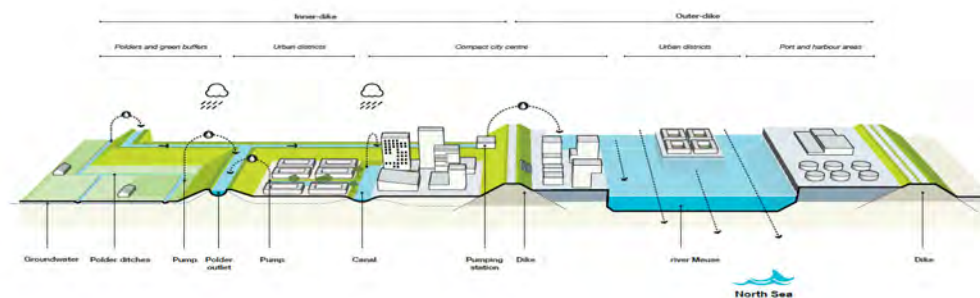 Inner-dike
Outer-dike
Polders and green buffers
Urban districts
Compact city centre
Urban districts
Port and harbour areas
Groundwater
Polder ditches
Pump
Polder
outlet
Pump
Canal
Pumping
station
Dike
river Meuse
Dike
North Sea